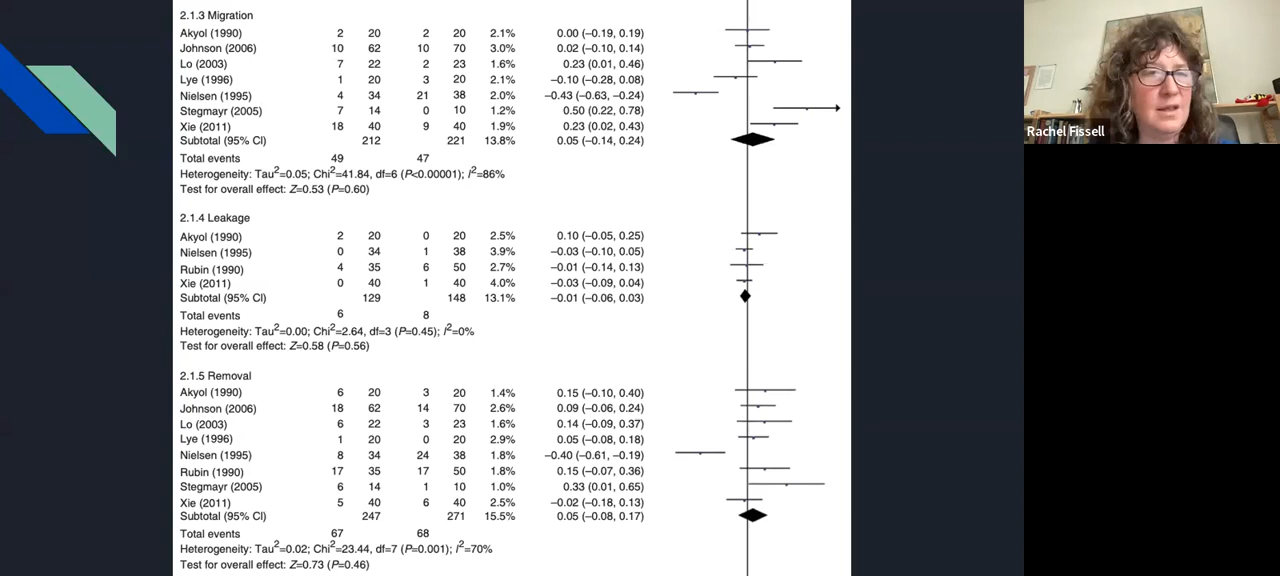 2.1.3 Migration
Akyol (1990) 2 20 2 20 2.1% 0.00 (–0.19, 0.19)
Johnson (2006) 10 62 10 70 3.0% 0.02 (–0.10, 0.14)
Lo (2003) 7 22 2 23 1.6% 0.23 (0.01, 0.46)
Lye (1996) 1 20 3 20 2.1% –0.10 (–0.28, 0.08)
Nielsen (1995) 4 34 21 38 2.0% –0.43 (–0.63, –0.24)
Stegmayr (2005) 7 14 0 10 1.2% 0.50 (0.22, 0.78)
Xie (2011) 18 40 9 40 1.9% 0.23 (0.02, 0.43)
Subtotal (95% CI) 212 221 13.8% 0.05 (–0.14, 0.24)
Total events 49 47
Heterogeneity: Tau2=0.05; Chi2=41.84, df=6 (P<0.00001); I2=86%
Test for overall effect: Z=0.53 (P=0.60)
2.1.4 Leakage
Akyol (1990) 2 20 0 20 2.5% 0.10 (–0.05, 0.25)
Nielsen (1995) 0 34 1 38 3.9% –0.03 (–0.10, 0.05)
Rubin (1990) 4 35 6 50 2.7% –0.01 (–0.14, 0.13)
Xie (2011) 0 40 1 40 4.0% –0.03 (–0.09, 0.04)
Subtotal (95% CI) 129 148 13.1% –0.01 (–0.06, 0.03)
Total events 6 8
Heterogeneity: Tau2=0.00; Chi2=2.64, df=3 (P=0.45); I2=0%
Test for overall effect: Z=0.58 (P=0.56)
2.1.5 Removal
Akyol (1990) 6 20 3 20 1.4% 0.15 (–0.10, 0.40)
Johnson (2006) 18 62 14 70 2.6% 0.09 (–0.06, 0.24)
Lo (2003) 6 22 3 23 1.6% 0.14 (–0.09, 0.37)
Lye (1996) 1 20 0 20 2.9% 0.05 (–0.08, 0.18)
Nielsen (1995) 8 34 24 38 1.8% –0.40 (–0.61, –0.19)
Rubin (1990) 17 35 17 50 1.8% 0.15 (–0.07, 0.36)
Stegmayr (2005) 6 14 1 10 1.0% 0.33 (0.01, 0.65)
Xie (2011) 5 40 6 40 2.5% –0.02 (–0.18, 0.13)
Subtotal (95% CI) 247 271 15.5% 0.05 (–0.08, 0.17)
Total events 67 68
Heterogeneity: Tau2=0.02; Chi2=23.44, df=7 (P=0.001); I2=70%
Test for overall effect: Z=0.73 (P=0.46)
Rachel Fissell